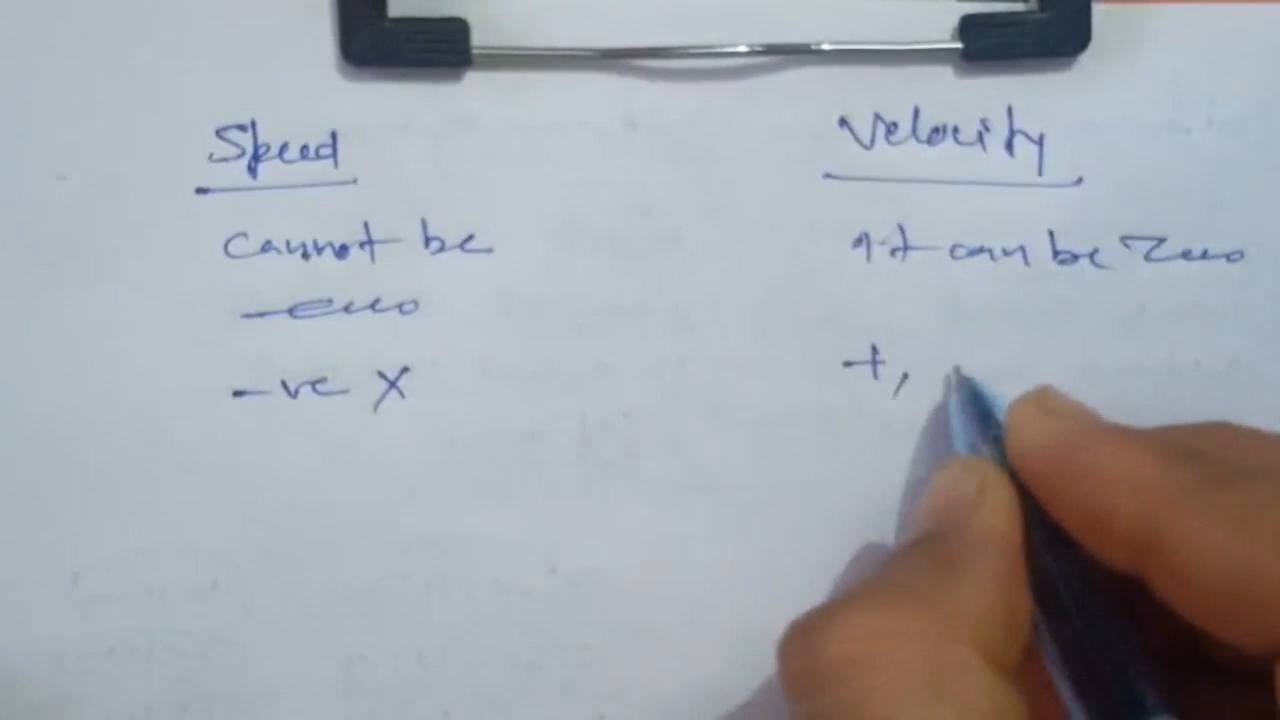 Speed
Velocity
cannot be
It can be zero
zero
-ve X
+,